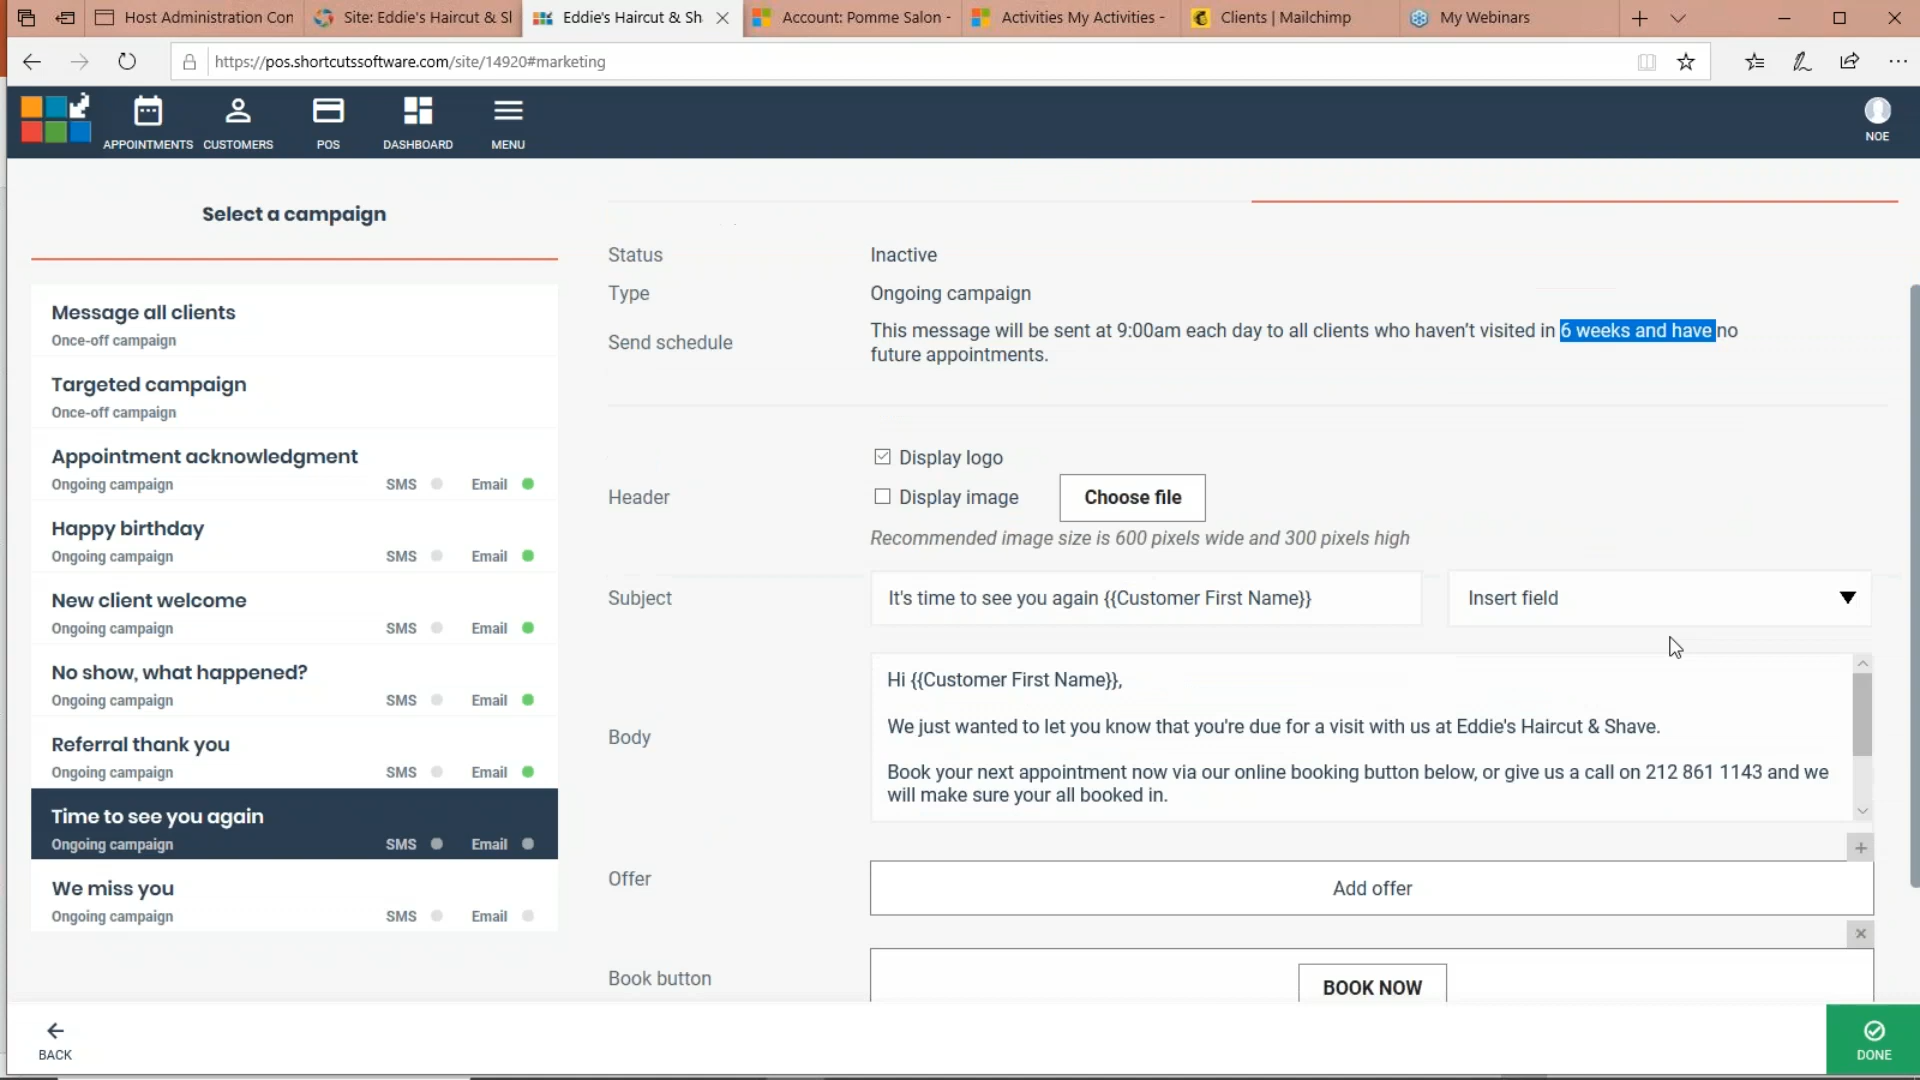 Host Administration Con
Site: Eddie's Haircut & Sl
Eddie's Haircut & Sh
Account: Pomme Salon -
Activities My Activities -
Clients | Mailchimp
My Webinars
https://pos.shortcutssoftware.com/site/14920#marketing
APPOINTMENTS
CUSTOMERS
POS
DASHBOARD
MENU
NOE
Select a campaign
Message all clients
Once-off campaign
Targeted campaign
Once-off campaign
Appointment acknowledgment
Ongoing campaign SMS Email
Happy birthday
Ongoing campaign SMS Email
New client welcome
Ongoing campaign SMS Email
No show, what happened?
Ongoing campaign SMS Email
Referral thank you
Ongoing campaign SMS Email
Time to see you again
Ongoing campaign SMS Email
We miss you
Ongoing campaign SMS Email
Status Inactive
Type Ongoing campaign
Send schedule
This message will be sent at 9:00am each day to all clients who haven't visited in 6 weeks and have no
future appointments.
Header
Display logo
Display image
Choose file
Recommended image size is 600 pixels wide and 300 pixels high
Subject
It's time to see you again {{Customer First Name}}
Insert field
Body
Hi {{Customer First Name}},
We just wanted to let you know that you're due for a visit with us at Eddie's Haircut & Shave.
Book your next appointment now via our online booking button below, or give us a call on 212 861 1143 and we
will make sure your all booked in.
Offer
Add offer
Book button
BOOK NOW
BACK
DONE